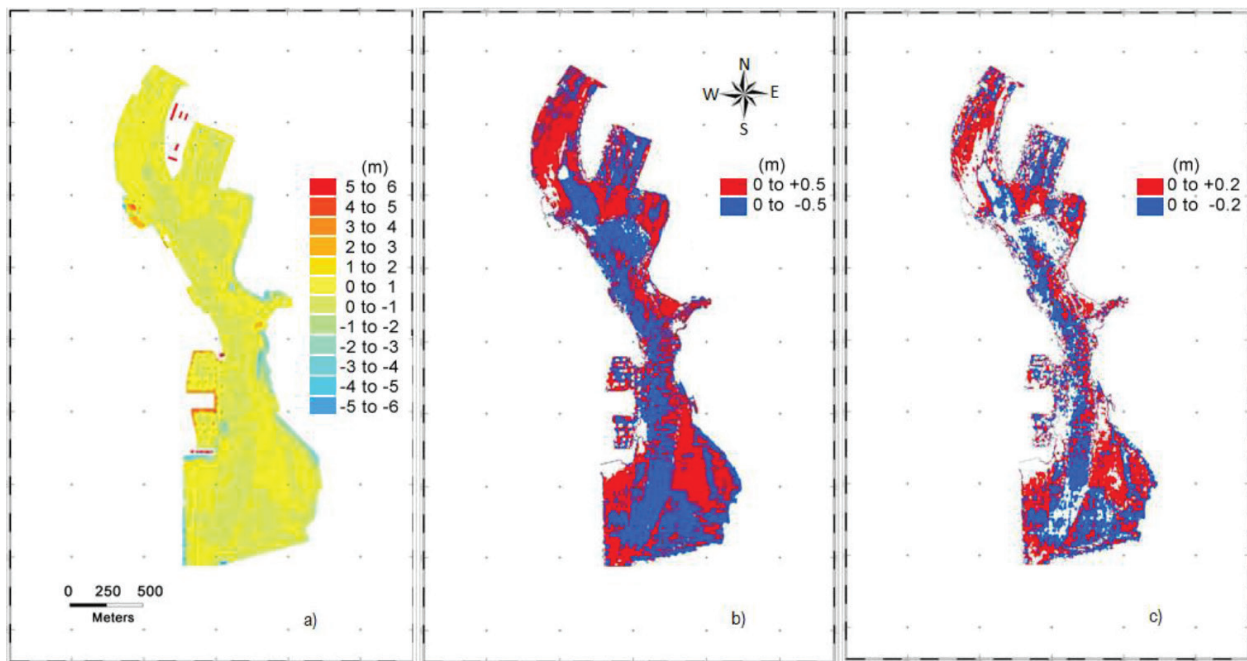 (m)
5 to 6
4 to 5
3 to 4
2 to 3
1 to 2
0 to 1
0 to -1
-1 to -2
-2 to -3
-3 to -4
-4 to -5
-5 to -6
0 250 500
Meters
a)
N
W E
S
(m)
0 to +0.5
0 to -0.5
b)
(m)
0 to +0.2
0 to -0.2
c)